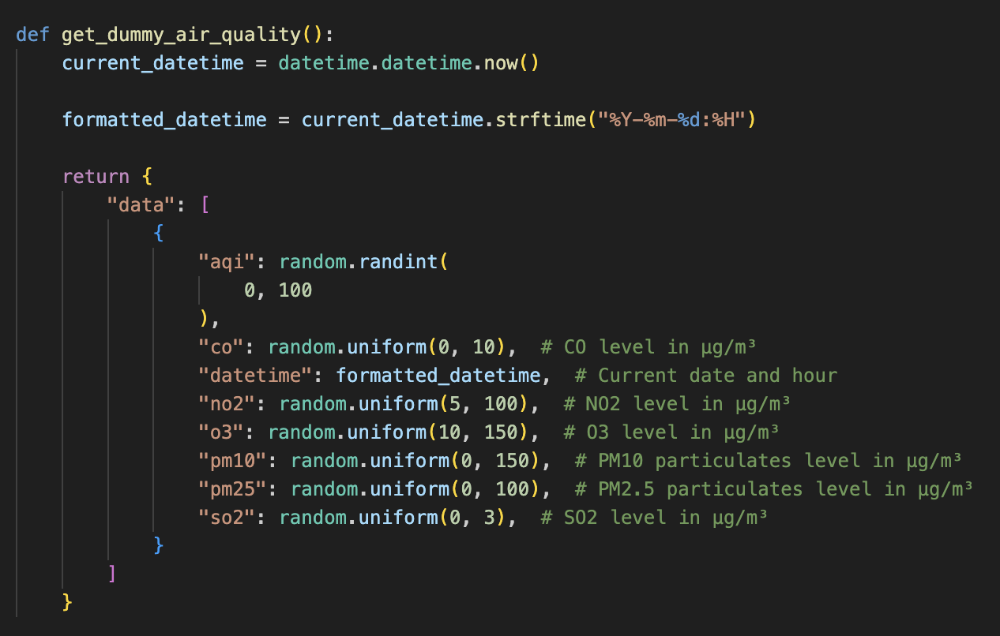 def get_dummy_air_quality():
    current_datetime = datetime.datetime.now()

    formatted_datetime = current_datetime.strftime("%Y-%m-%d:%H")

    return {
        "data": [
            {
                "aqi": random.randint(
                    0, 100
                ),
                "co": random.uniform(0, 10),  # CO level in µg/m³
                "datetime": formatted_datetime,  # Current date and hour
                "no2": random.uniform(5, 100),  # NO2 level in µg/m³
                "o3": random.uniform(10, 150),  # O3 level in µg/m³
                "pm10": random.uniform(0, 150),  # PM10 particulates level in µg/m³
                "pm25": random.uniform(0, 100),  # PM2.5 particulates level in µg/m³
                "so2": random.uniform(0, 3),  # SO2 level in µg/m³
            }
        ]
    }